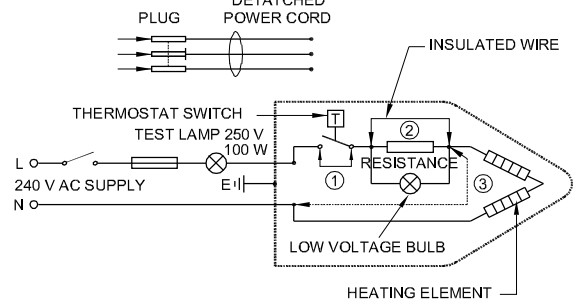 DETATCHED
PLUG POWER CORD
INSULATED WIRE
THERMOSTAT SWITCH
T
TEST LAMP 250 V
100 W
2
RESISTANCE
L
1
3
240 V AC SUPPLY
E
N
LOW VOLTAGE BULB
HEATING ELEMENT